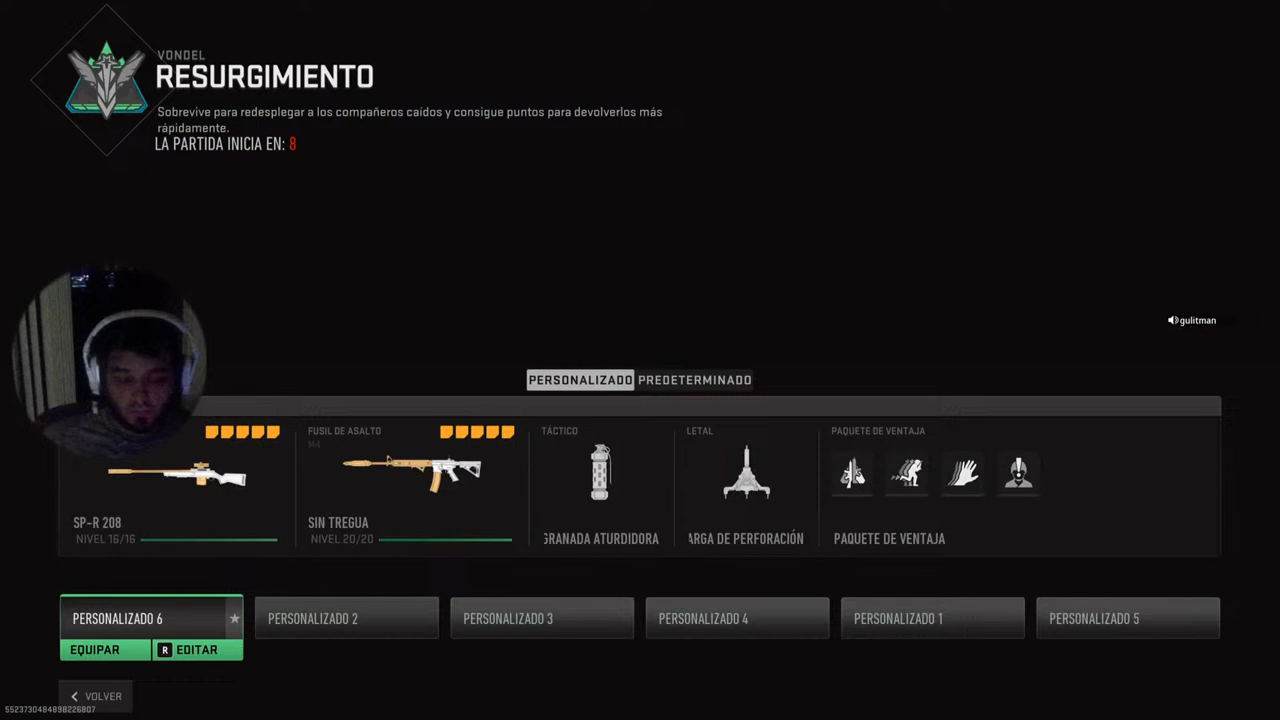 VONDEL
RESURGIMIENTO
Sobrevive para redesplegar a los compañeros caídos y consigue puntos para devolverlos más
rápidamente.
LA PARTIDA INICIA EN: 8
gulitman
PERSONALIZADO PREDETERMINADO
FUSIL DE ASALTO
M4
TÁCTICO
LETAL
PAQUETE DE VENTAJA
SP-R 208
NIVEL 16/16
SIN TREGUA
NIVEL 20/20
GRANADA ATURDIDORA
ARGA DE PERFORACIÓN
PAQUETE DE VENTAJA
PERSONALIZADO 6
PERSONALIZADO 2
PERSONALIZADO 3
PERSONALIZADO 4
PERSONALIZADO 1
PERSONALIZADO 5
EQUIPAR
R EDITAR
VOLVER